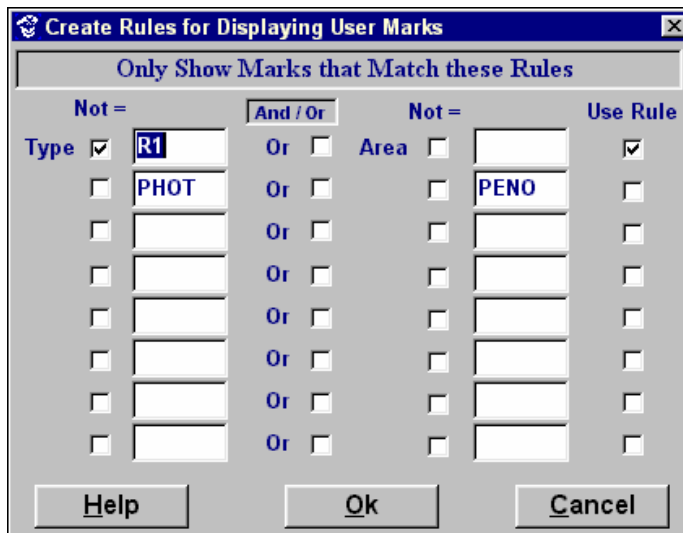 Create Rules for Displaying User Marks
Only Show Marks that Match these Rules
Not = And / Or Not = Use Rule
Type R1 Or Area
PHOT Or PENO
Or
Or
Or
Or
Or
Or
Help Ok Cancel